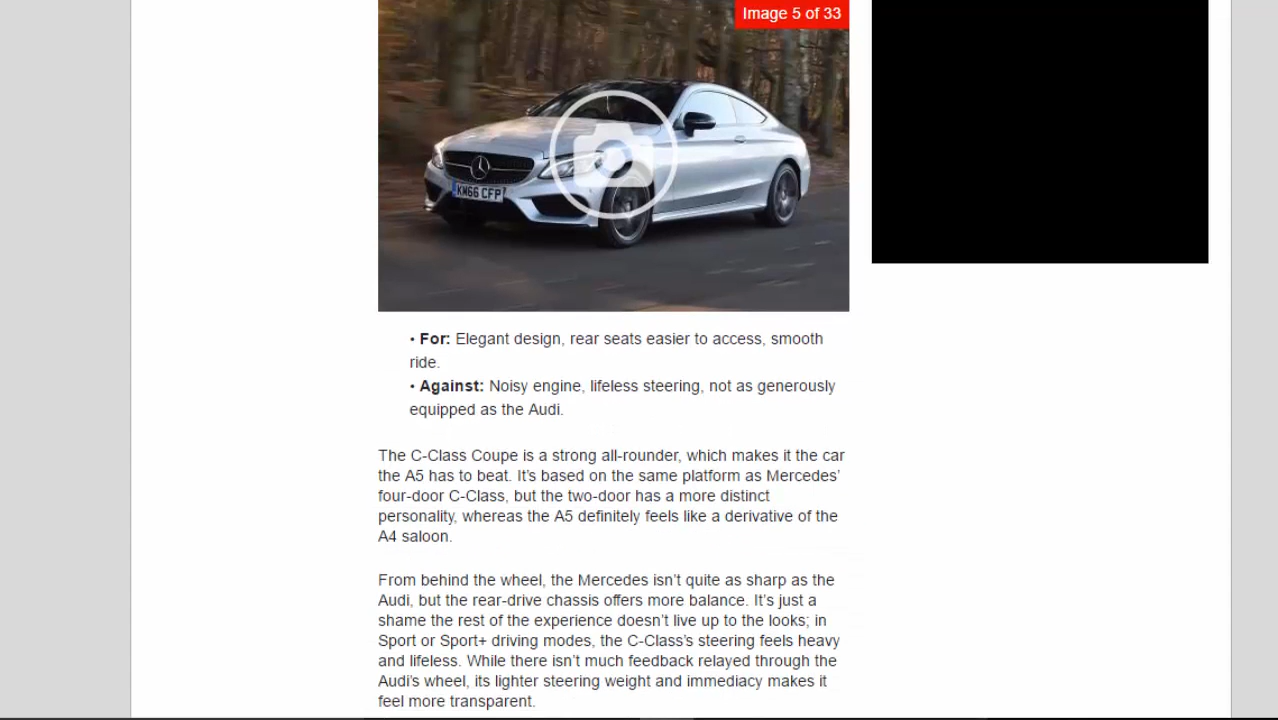 Image 5 of 33
KM66 CFP
• For: Elegant design, rear seats easier to access, smooth
ride.
• Against: Noisy engine, lifeless steering, not as generously
equipped as the Audi.
The C-Class Coupe is a strong all-rounder, which makes it the car
the A5 has to beat. It’s based on the same platform as Mercedes’
four-door C-Class, but the two-door has a more distinct
personality, whereas the A5 definitely feels like a derivative of the
A4 saloon.
From behind the wheel, the Mercedes isn’t quite as sharp as the
Audi, but the rear-drive chassis offers more balance. It’s just a
shame the rest of the experience doesn’t live up to the looks; in
Sport or Sport+ driving modes, the C-Class’s steering feels heavy
and lifeless. While there isn’t much feedback relayed through the
Audi’s wheel, its lighter steering weight and immediacy makes it
feel more transparent.